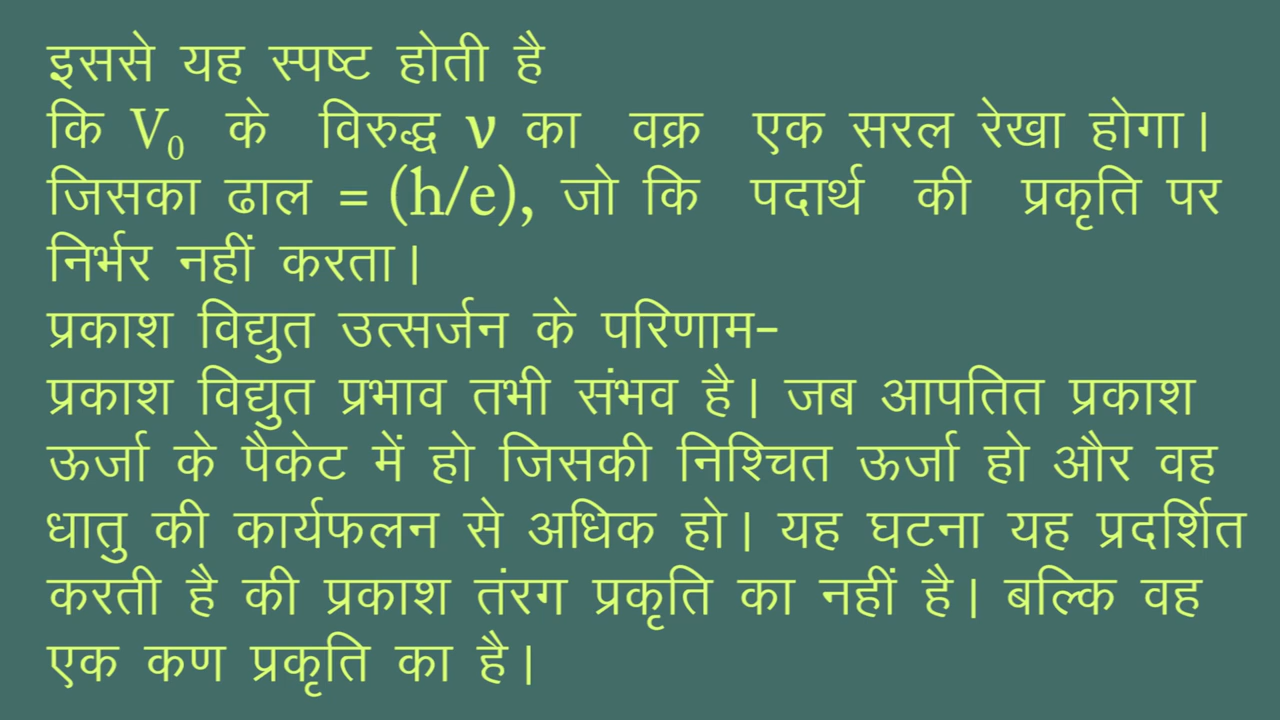 इससे यह स्पष्ट होती है
कि V₀ के विरुद्ध ν का वक्र एक सरल रेखा होगा।
जिसका ढाल = (h/e), जो कि पदार्थ की प्रकृति पर
निर्भर नहीं करता।
प्रकाश विद्युत उत्सर्जन के परिणाम-
प्रकाश विद्युत प्रभाव तभी संभव है। जब आपतित प्रकाश
ऊर्जा के पैकेट में हो जिसकी निश्चित ऊर्जा हो और वह
धातु की कार्यफलन से अधिक हो। यह घटना यह प्रदर्शित
करती है की प्रकाश तंरग प्रकृति का नहीं है। बल्कि वह
एक कण प्रकृति का है।